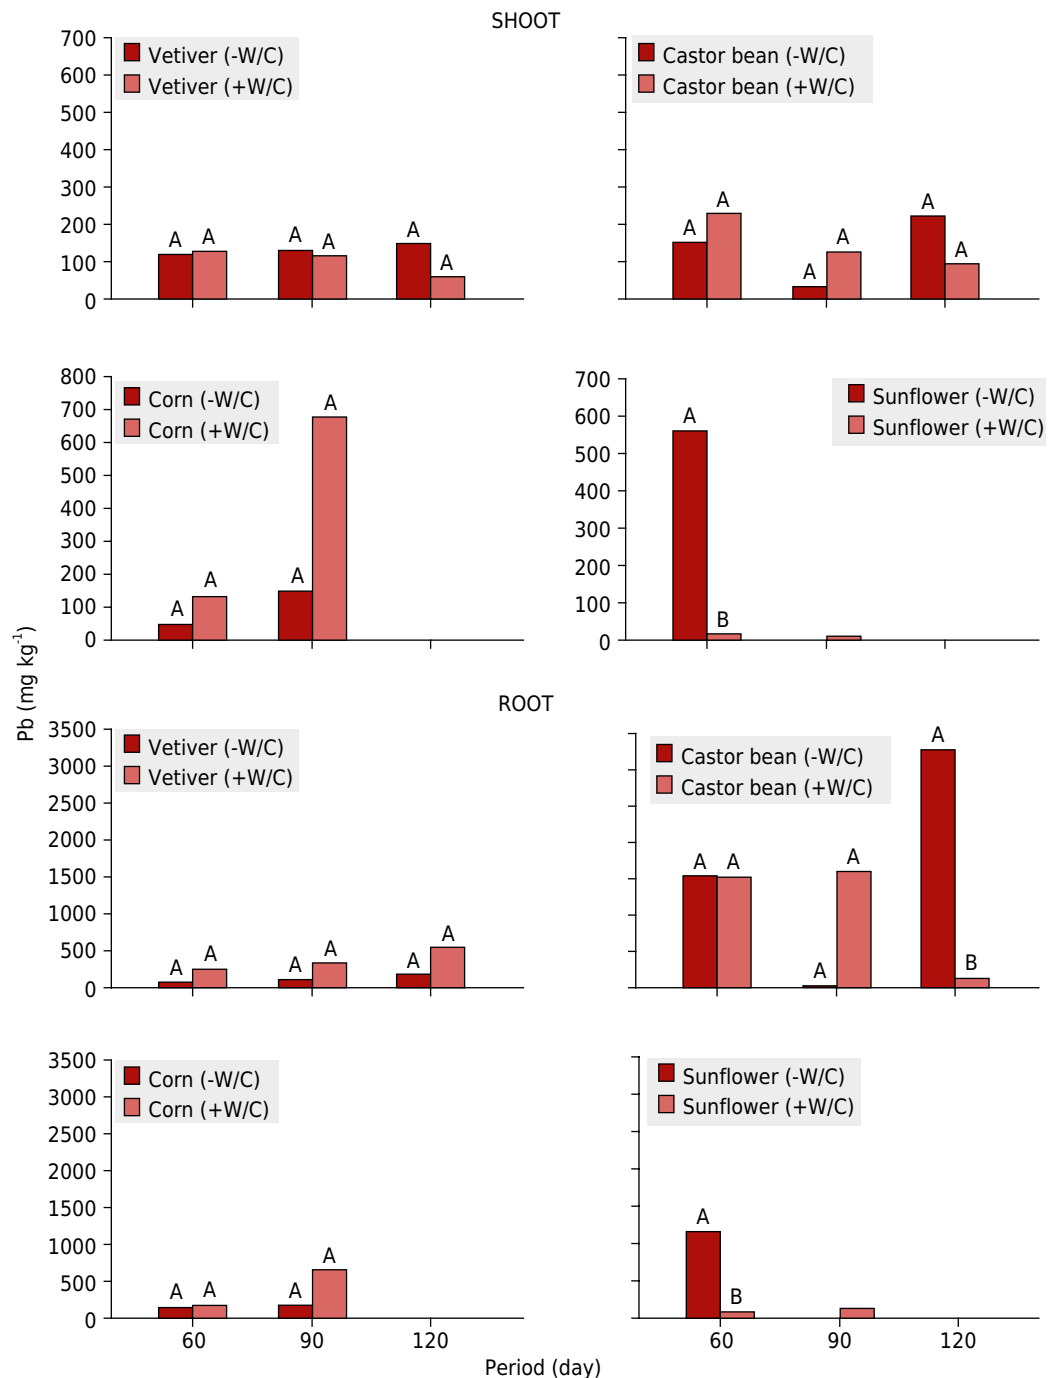 SHOOT
Vetiver (-W/C)
Vetiver (+W/C)
700
600
500
400
300
200
100
0
A A A A A A
Castor bean (-W/C)
Castor bean (+W/C)
A A A A A A
Corn (-W/C)
Corn (+W/C)
800
700
600
500
400
300
200
100
0
A A A A
Sunflower (-W/C)
Sunflower (+W/C)
700
600
500
400
300
200
100
0
A B
Pb (mg kg-1)
ROOT
Vetiver (-W/C)
Vetiver (+W/C)
3500
3000
2500
2000
1500
1000
500
0
A A A A A A
Castor bean (-W/C)
Castor bean (+W/C)
A A A A A B
Corn (-W/C)
Corn (+W/C)
3500
3000
2500
2000
1500
1000
500
0
A A A A
60 90 120
Sunflower (-W/C)
Sunflower (+W/C)
A B
60 90 120
Period (day)